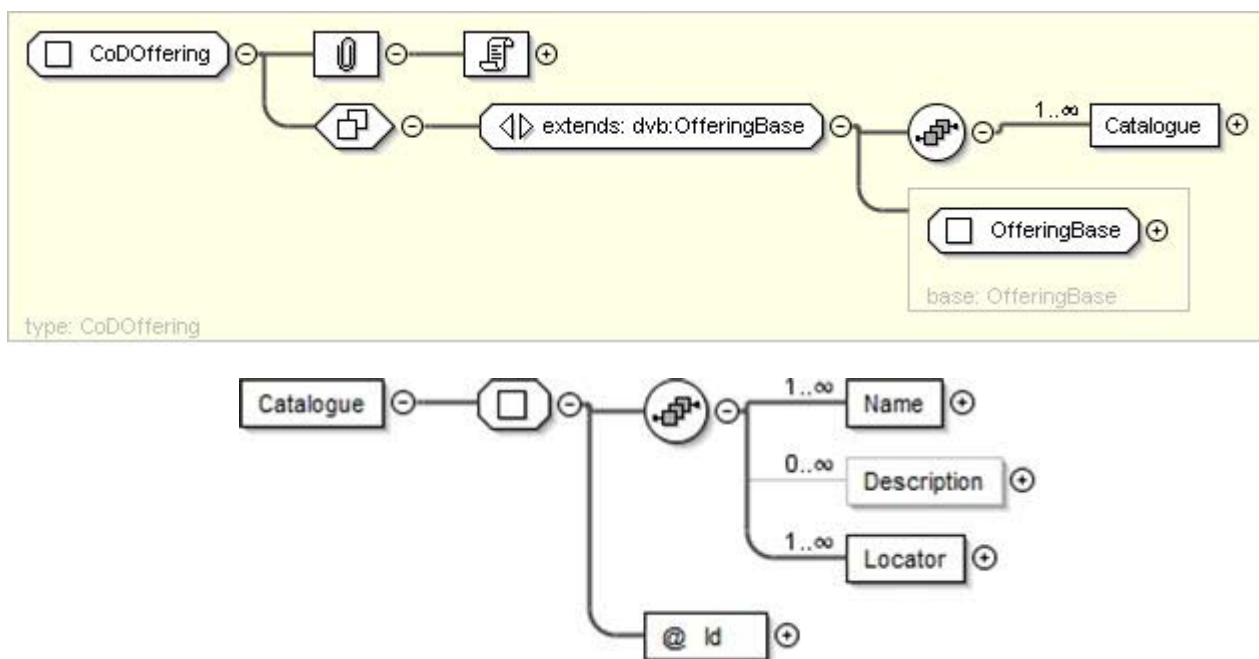 CoDOffering
extends: dvb:OfferingBase
1..∞
Catalogue
OfferingBase
base: OfferingBase
type: CoDOffering
Catalogue
1..∞
Name
0..∞
Description
1..∞
Locator
@ Id